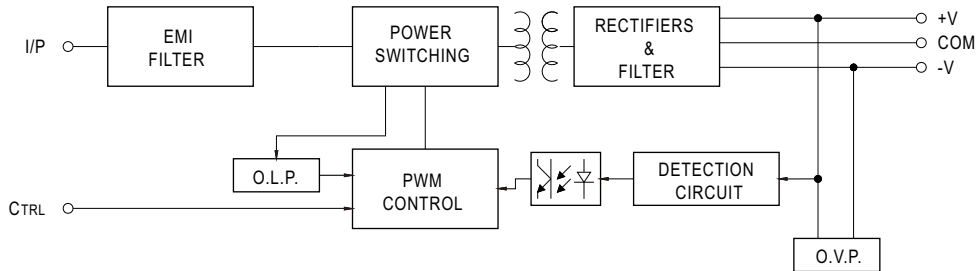 I/P
EMI
FILTER
POWER
SWITCHING
RECTIFIERS
&
FILTER
+V
COM
-V
O.L.P.
PWM
CONTROL
DETECTION
CIRCUIT
CTRL
O.V.P.